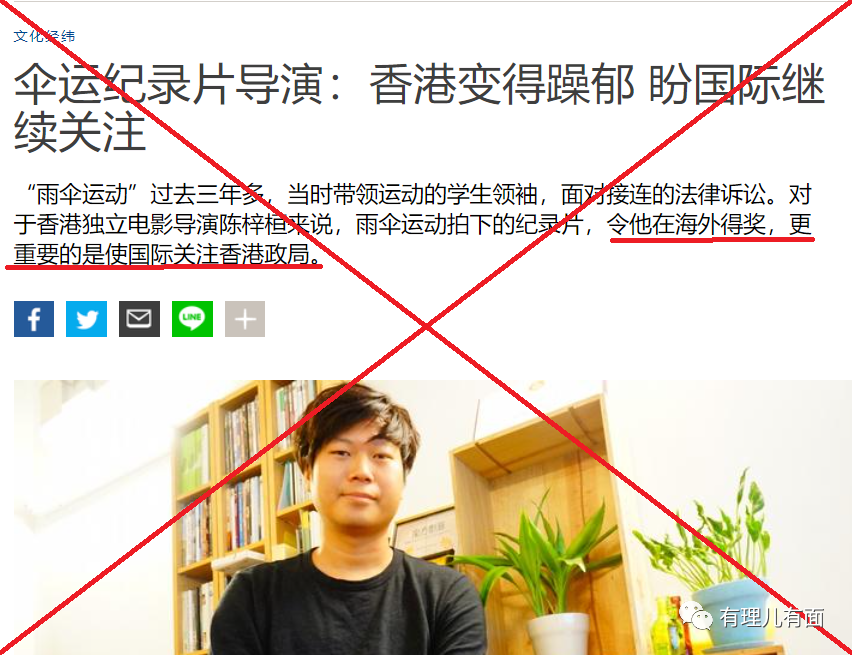 文化经纬
伞运纪录片导演：香港变得躁郁 盼国际继
续关注
“雨伞运动”过去三年多，当时带领运动的学生领袖，面对接连的法律诉讼。对
于香港独立电影导演陈梓桓来说，雨伞运动拍下的纪录片，令他在海外得奖，更
重要的是使国际关注香港政局。
LINE
有理儿有面